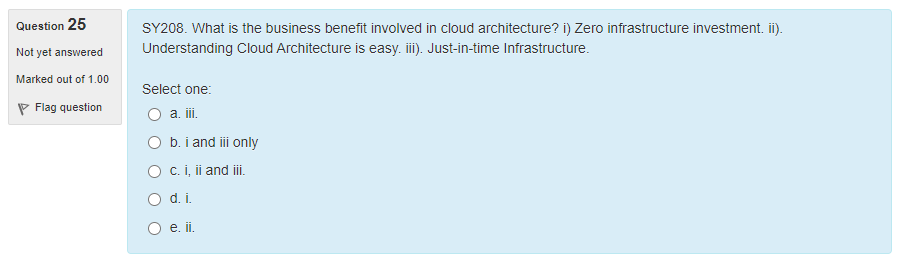 Question 25
Not yet answered
Marked out of 1.00
Flag question
SY208. What is the business benefit involved in cloud architecture? i) Zero infrastructure investment. ii).
Understanding Cloud Architecture is easy. iii). Just-in-time Infrastructure.
Select one:
a. iii.
b. i and iii only
c. i, ii and iii.
d. i.
e. ii.